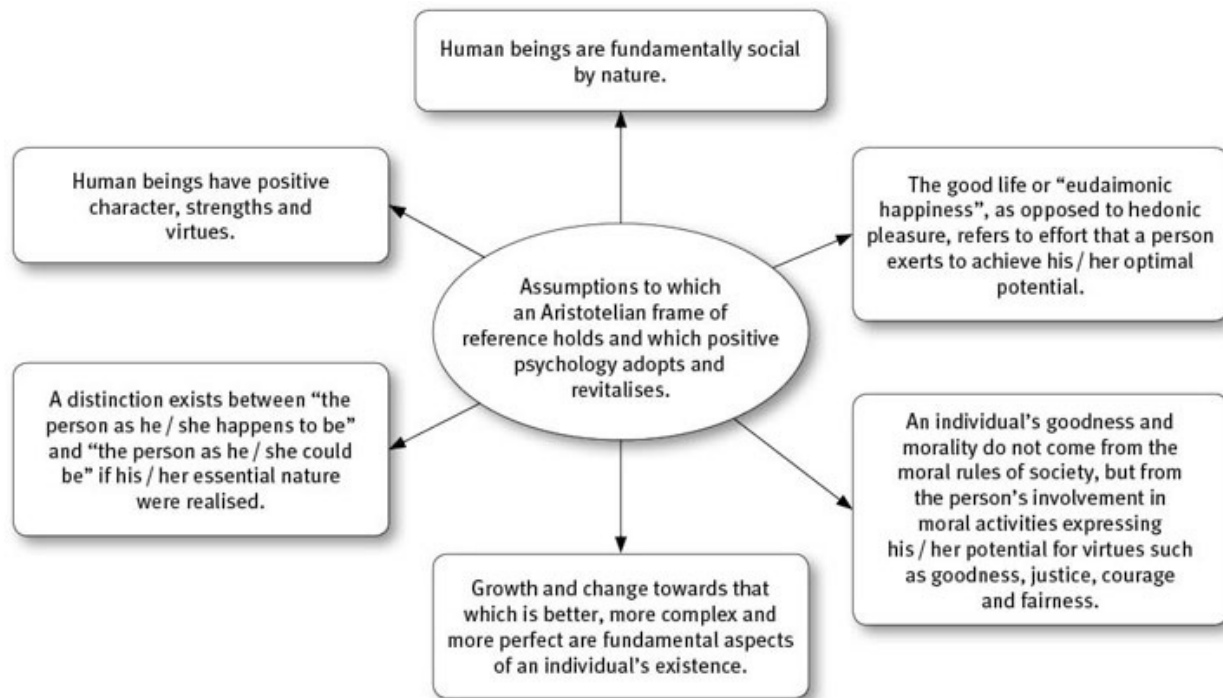 Human beings are fundamentally social
by nature.
Human beings have positive
character, strengths and
virtues.
The good life or “eudaimonic
happiness”, as opposed to hedonic
pleasure, refers to effort that a person
exerts to achieve his / her optimal
potential.
Assumptions to which
an Aristotelian frame of
reference holds and which positive
psychology adopts and
revitalises.
A distinction exists between “the
person as he / she happens to be”
and “the person as he / she could
be” if his / her essential nature
were realised.
An individual’s goodness and
morality do not come from the
moral rules of society, but from
the person’s involvement in
moral activities expressing
his / her potential for virtues such
as goodness, justice, courage
and fairness.
Growth and change towards that
which is better, more complex and
more perfect are fundamental aspects
of an individual’s existence.